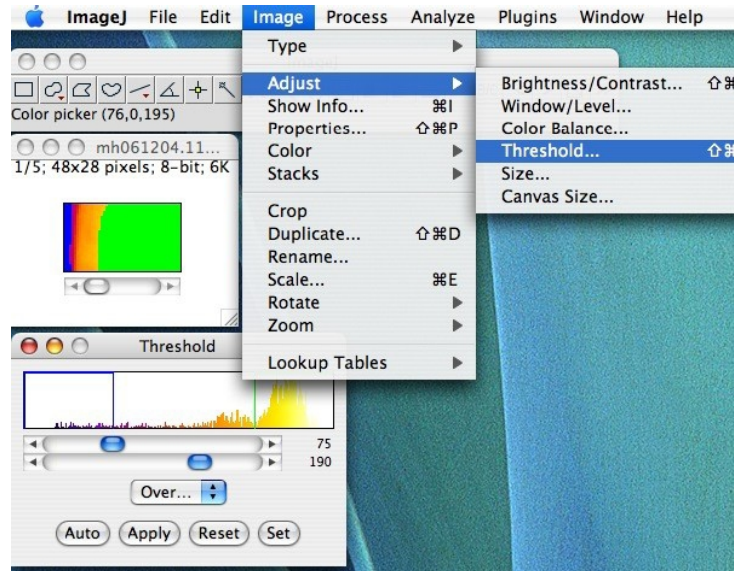 ImageJ File Edit Image Process Analyze Plugins Window Help
Type
Adjust
Show Info... ⌘I
Properties... ⇧⌘P
Color
Stacks
Crop
Duplicate... ⇧⌘D
Rename...
Scale... ⌘E
Rotate
Zoom
Lookup Tables
Brightness/Contrast... ⇧⌘
Window/Level...
Color Balance...
Threshold... ⇧⌘
Size...
Canvas Size...
Color picker (76,0,195)
mh061204.11...
1/5; 48x28 pixels; 8-bit; 6K
Threshold
75
190
Over...
Auto Apply Reset Set